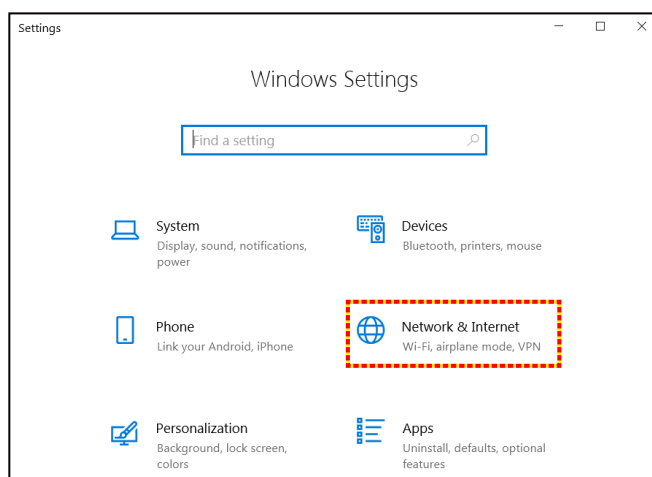 Settings
Windows Settings
Find a setting
System
Display, sound, notifications,
power
Devices
Bluetooth, printers, mouse
Phone
Link your Android, iPhone
Network & Internet
Wi-Fi, airplane mode, VPN
Personalization
Background, lock screen,
colors
Apps
Uninstall, defaults, optional
features